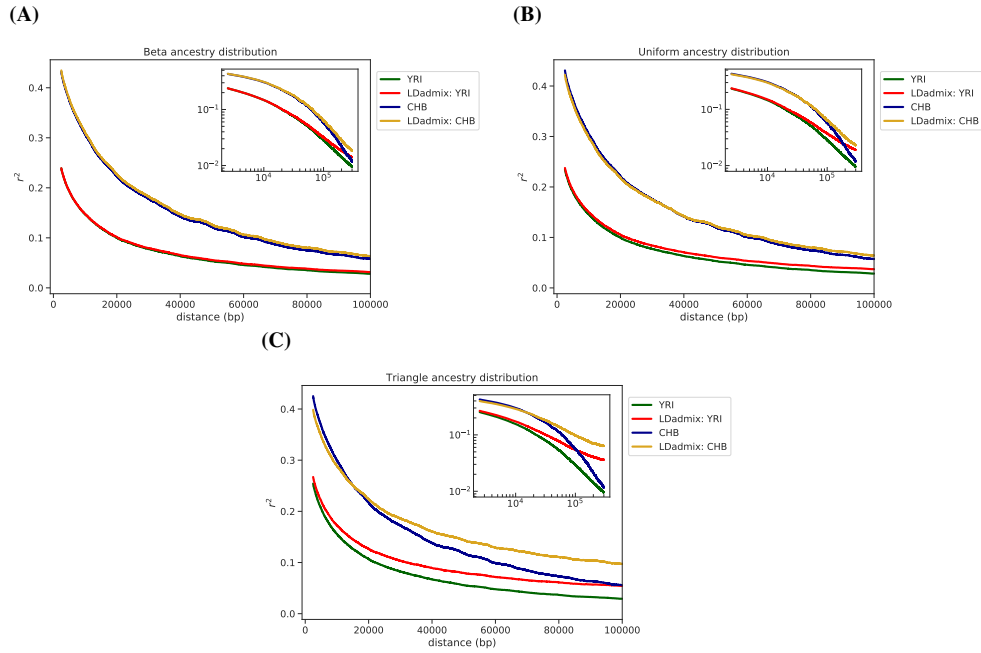 (A)
Beta ancestry distribution
r²
0.4
0.3
0.2
0.1
0.0
0
20000
40000
60000
80000
100000
distance (bp)
10⁻¹
10⁻²
10⁴
10⁵
YRI
LDadmix: YRI
CHB
LDadmix: CHB
(B)
Uniform ancestry distribution
r²
0.4
0.3
0.2
0.1
0.0
0
20000
40000
60000
80000
100000
distance (bp)
10⁻¹
10⁻²
10⁴
10⁵
YRI
LDadmix: YRI
CHB
LDadmix: CHB
(C)
Triangle ancestry distribution
r²
0.4
0.3
0.2
0.1
0.0
0
20000
40000
60000
80000
100000
distance (bp)
10⁻¹
10⁻²
10⁴
10⁵
YRI
LDadmix: YRI
CHB
LDadmix: CHB